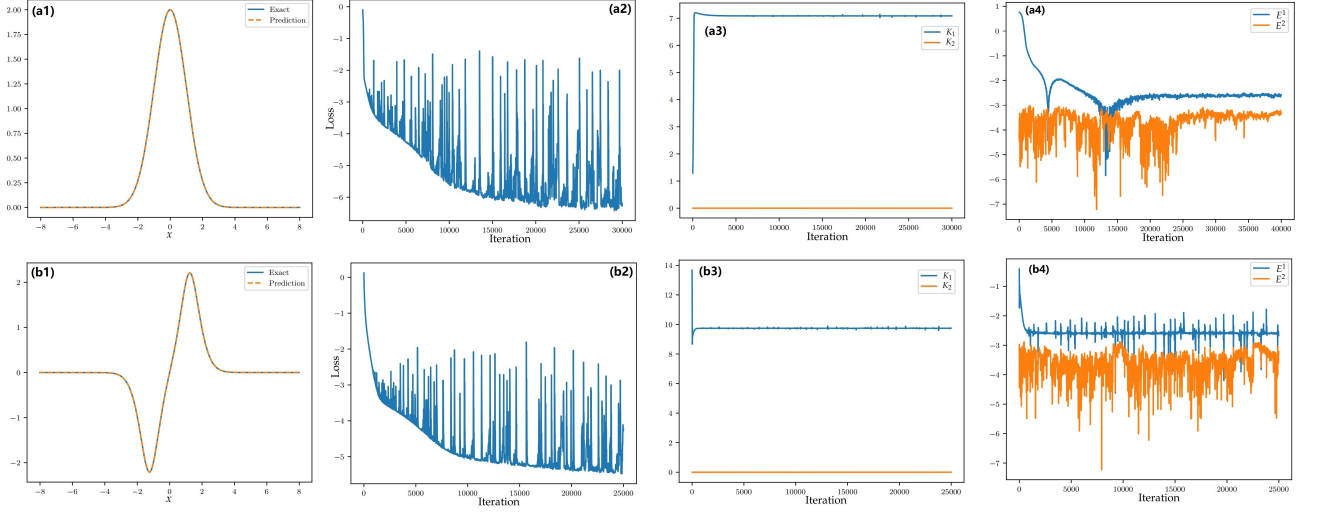 (a1)
Exact
Prediction
2.00
1.75
1.50
1.25
1.00
0.75
0.50
0.25
0.00
−8 −6 −4 −2 0 2 4 6 8
x
(a2)
Loss
0
−1
−2
−3
−4
−5
−6
0 5000 10000 15000 20000 25000 30000
Iteration
(a3)
K1
K2
7
6
5
4
3
2
1
0
0 5000 10000 15000 20000 25000 30000
Iteration
(a4)
E1
E2
1
0
−1
−2
−3
−4
−5
−6
−7
0 5000 10000 15000 20000 25000 30000 35000 40000
Iteration
(b1)
Exact
Prediction
2
1
0
−1
−2
−8 −6 −4 −2 0 2 4 6 8
x
(b2)
Loss
0
−1
−2
−3
−4
−5
0 5000 10000 15000 20000 25000
Iteration
(b3)
K1
K2
14
12
10
8
6
4
2
0
0 5000 10000 15000 20000 25000
Iteration
(b4)
E1
E2
−1
−2
−3
−4
−5
−6
−7
0 5000 10000 15000 20000 25000
Iteration